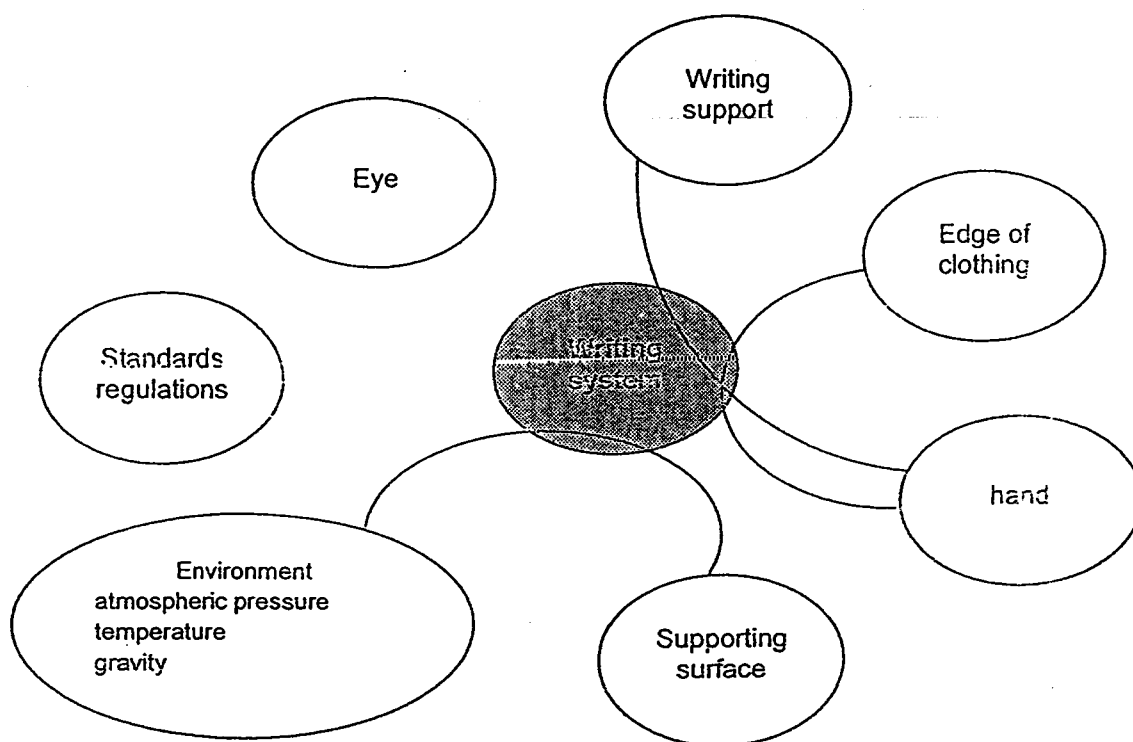 Writing
support
Eye
Edge of
clothing
Writing
system
Standards
regulations
hand
Environment
atmospheric pressure
temperature
gravity
Supporting
surface